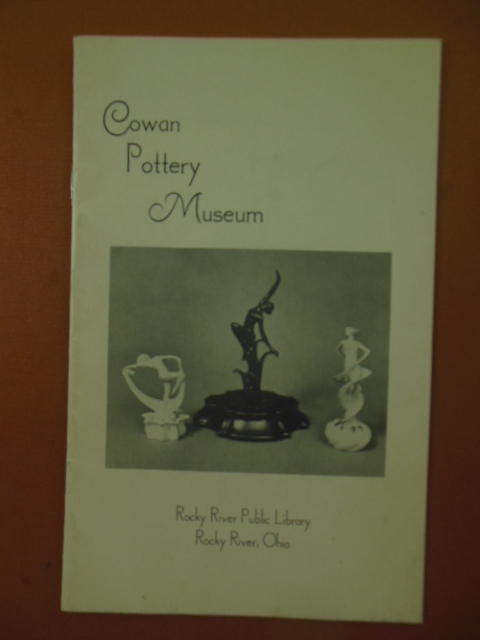 Cowan
Pottery
Museum
Rocky River Public Library
Rocky River, Ohio